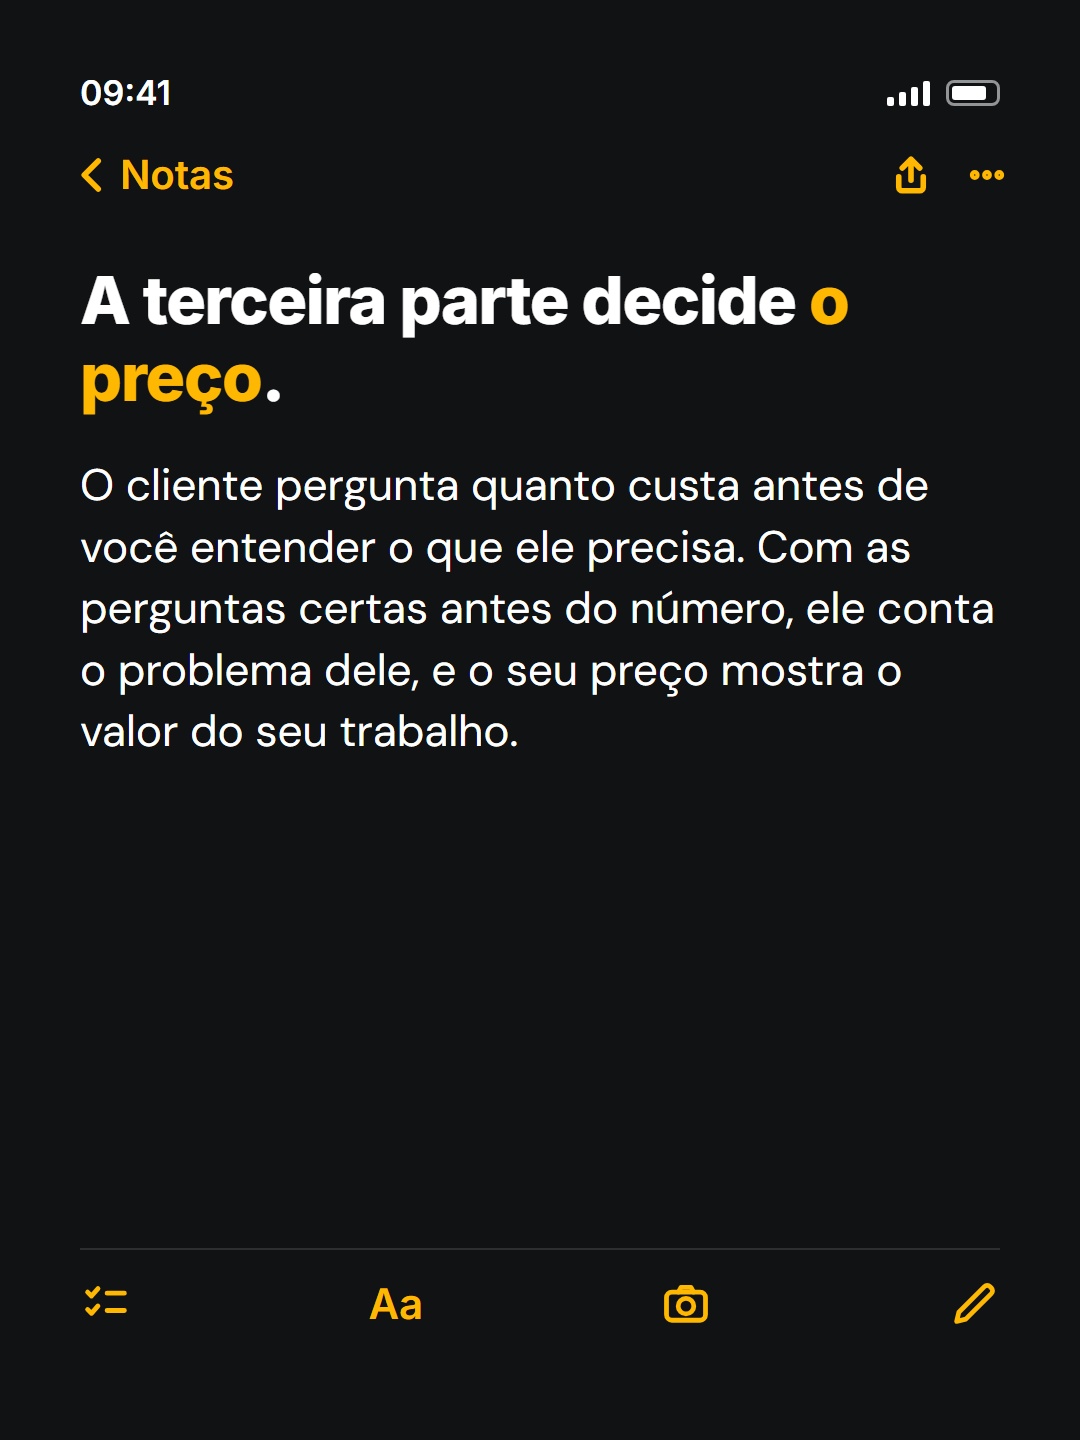 09:41
Notas
A terceira parte decide o
preço.
O cliente pergunta quanto custa antes de
você entender o que ele precisa. Com as
perguntas certas antes do número, ele conta
o problema dele, e o seu preço mostra o
valor do seu trabalho.
Aa